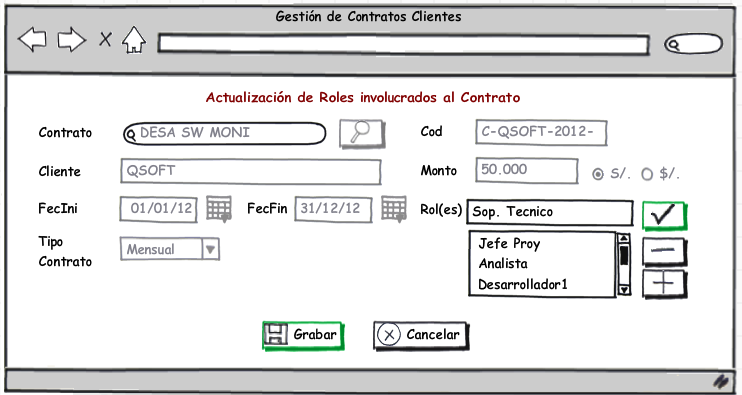 Gestión de Contratos Clientes
Actualización de Roles involucrados al Contrato
Contrato DESA SW MONI Cod C-QSOFT-2012-
Cliente QSOFT Monto 50.000 S/. $/.
FecIni 01/01/12 FecFin 31/12/12 Rol(es) Sop. Tecnico
Tipo
Contrato
Mensual
Jefe Proy
Analista
Desarrollador1
Grabar Cancelar